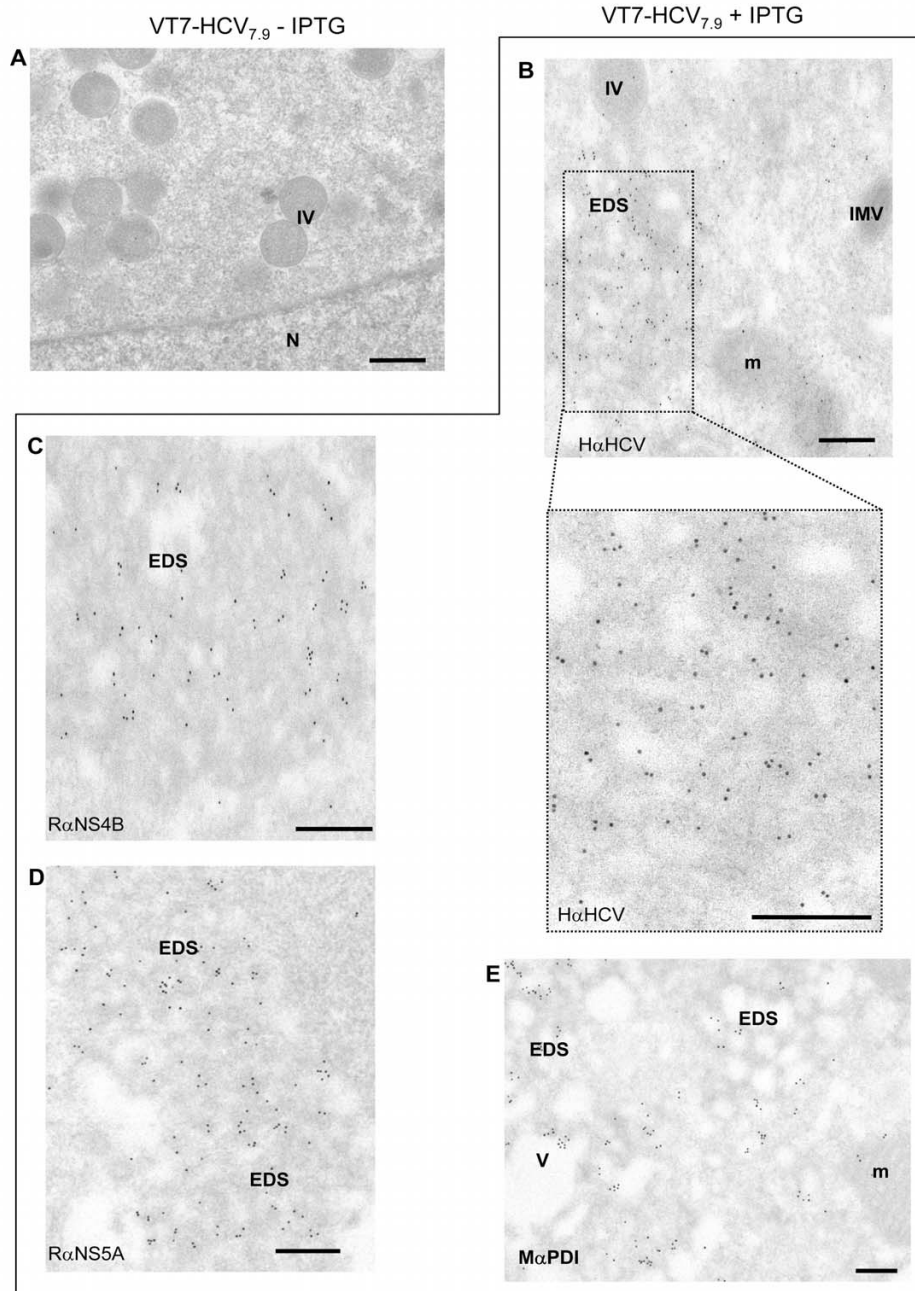 VT7-HCV7.9 - IPTG
VT7-HCV7.9 + IPTG
A
IV
N
B
IV
EDS
IMV
m
HαHCV
HαHCV
C
EDS
RαNS4B
D
EDS
EDS
RαNS5A
E
EDS
EDS
V
m
MαPDI